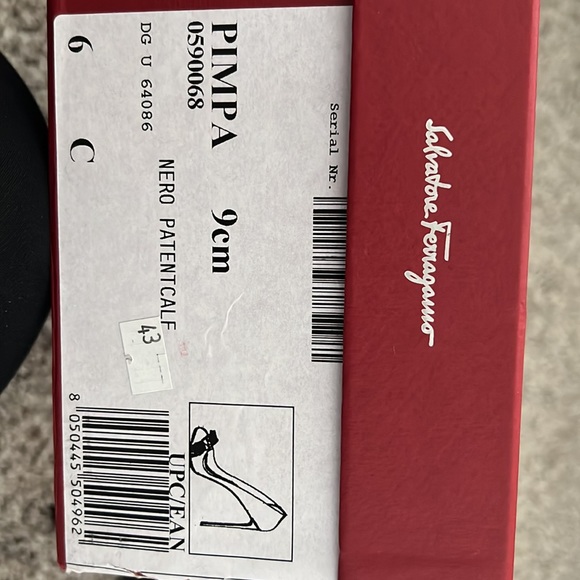 Salvatore Ferragamo
Serial Nr.
PIMPA 9cm
0590068
NERO PATENTCALF
DG U 64086
6 C
43
UPC/EAN
8 050445 504962